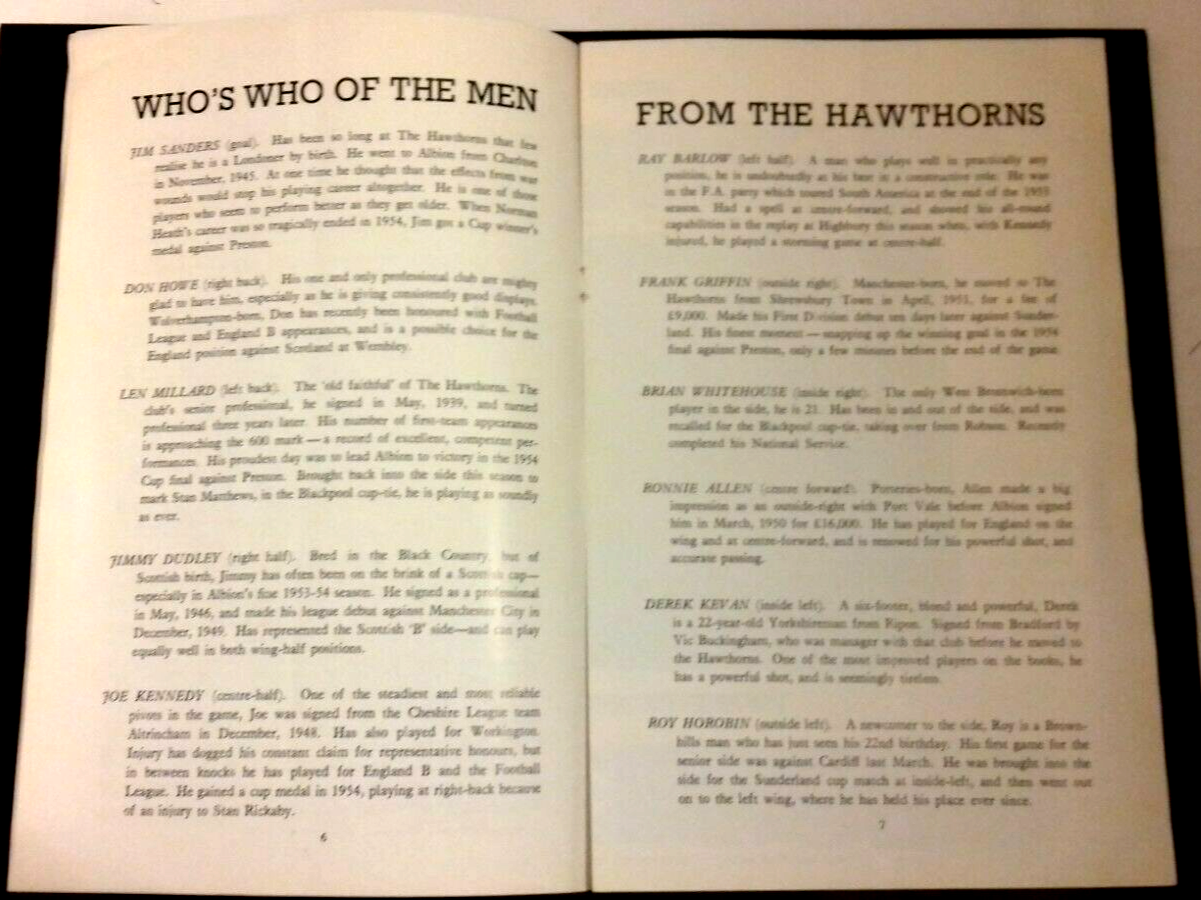 WHO'S WHO OF THE MEN
JIM SANDERS (goal). Has been so long at The Hawthorns that few
realise he is a Londoner by birth. He went to Albion from Charlton
in November, 1945. At one time he thought that the effects from war
wounds would stop his playing career altogether. He is one of those
players who seem to perform better as they get older. When Norman
Heath's career was so tragically ended in 1954, Jim got a Cup winner's
medal against Preston.
DON HOWE (right back). His one and only professional club are mighty
glad to have him, especially as he is giving consistently good displays.
Wolverhampton-born, Don has recently been honoured with Football
League and England B appearances, and is a possible choice for the
England position against Scotland at Wembley.
LEN MILLARD (left back). The 'old faithful' of The Hawthorns. The
club's senior professional, he signed in May, 1939, and turned
professional three years later. His number of first-team appearances
is approaching the 600 mark — a record of excellent, competent per-
formances. His proudest day was to lead Albion to victory in the 1954
Cup final against Preston. Brought back into the side this season to
mark Stan Matthews, in the Blackpool cup-tie, he is playing as soundly
as ever.
JIMMY DUDLEY (right half). Bred in the Black Country, but of
Scottish birth, Jimmy has often been on the brink of a Scottish cap—
especially in Albion's fine 1953-54 season. He signed as a professional
in May, 1946, and made his league debut against Manchester City in
December, 1949. Has represented the Scottish 'B' side—and can play
equally well in both wing-half positions.
JOE KENNEDY (centre-half). One of the steadiest and most reliable
pivots in the game, Joe was signed from the Cheshire League team
Altrincham in December, 1948. Has also played for Workington.
Injury has dogged his constant claim for representative honours, but
in between knocks he has played for England B and the Football
League. He gained a cup medal in 1954, playing at right-back because
of an injury to Stan Rickaby.
6
FROM THE HAWTHORNS
RAY BARLOW (left half). A man who plays well in practically any
position, he is undoubtedly at his best in a constructive role. He was
in the F.A. party which toured South America at the end of the 1953
season. Had a spell at centre-forward, and showed his all-round
capabilities in the replay at Highbury this season when, with Kennedy
injured, he played a storming game at centre-half.
FRANK GRIFFIN (outside right). Manchester-born, he moved to The
Hawthorns from Shrewsbury Town in April, 1951, for a fee of
£9,000. Made his First Division debut ten days later against Sunder-
land. His finest moment — snapping up the winning goal in the 1954
final against Preston, only a few minutes before the end of the game.
BRIAN WHITEHOUSE (inside right). The only West Bromwich-born
player in the side, he is 21. Has been in and out of the side, and was
recalled for the Blackpool cup-tie, taking over from Robson. Recently
completed his National Service.
RONNIE ALLEN (centre forward). Potteries-born, Allen made a big
impression as an outside-right with Port Vale before Albion signed
him in March, 1950 for £16,000. He has played for England on the
wing and at centre-forward, and is renowned for his powerful shot, and
accurate passing.
DEREK KEVAN (inside left). A six-footer, blond and powerful, Derek
is a 22-year-old Yorkshireman from Ripon. Signed from Bradford by
Vic Buckingham, who was manager with that club before he moved to
the Hawthorns. One of the most improved players on the books, he
has a powerful shot, and is seemingly tireless.
ROY HOROBIN (outside left). A newcomer to the side, Roy is a Brown-
hills man who has just seen his 22nd birthday. His first game for the
senior side was against Cardiff last March. He was brought into the
side for the Sunderland cup match at inside-left, and then went out
on to the left wing, where he has held his place ever since.
7